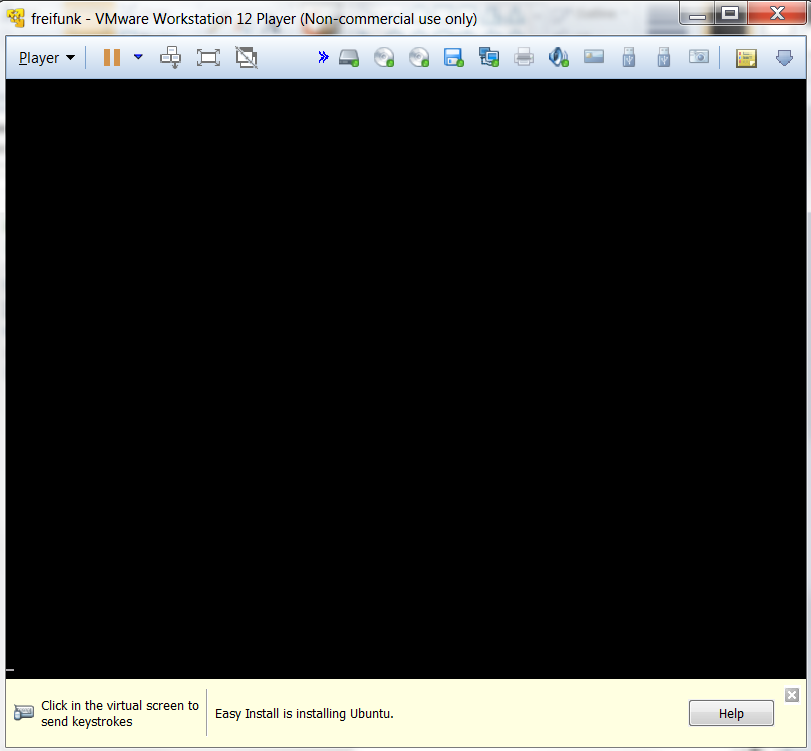 freifunk - VMware Workstation 12 Player (Non-commercial use only)
Player
Click in the virtual screen to
send keystrokes
Easy Install is installing Ubuntu.
Help